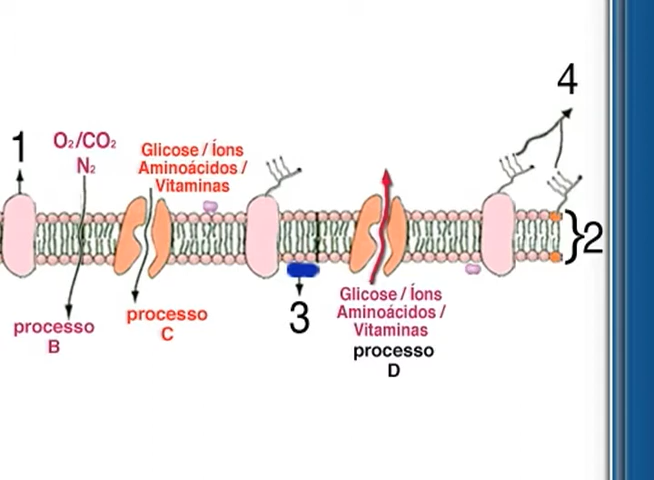 1
O₂/CO₂
N₂
Glicose / Íons
Aminoácidos /
Vitaminas
4
2
processo
B
processo
C
3
Glicose / Íons
Aminoácidos /
Vitaminas
processo
D